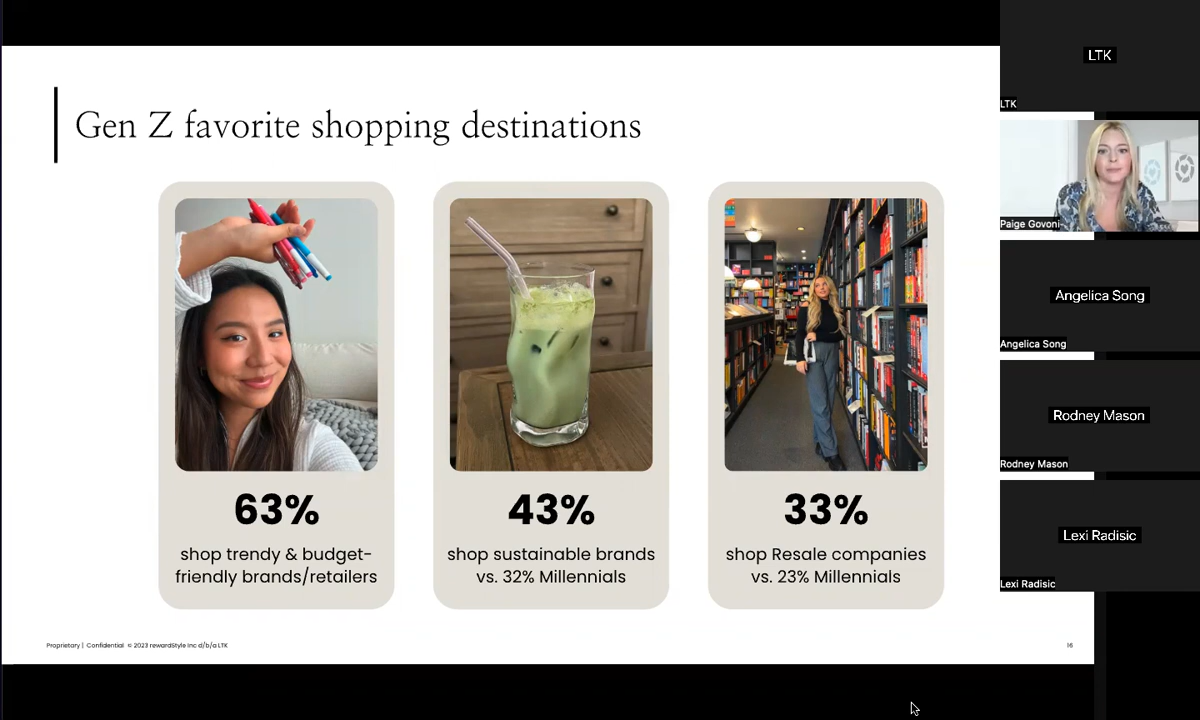 Gen Z favorite shopping destinations
63%
shop trendy & budget-
friendly brands/retailers
43%
shop sustainable brands
vs. 32% Millennials
33%
shop Resale companies
vs. 23% Millennials
Proprietary | Confidential © 2023 rewardStyle Inc d/b/a LTK
16
LTK
LTK
Paige Govoni-
Angelica Song
Angelica Song
Rodney Mason
Rodney Mason
Lexi Radisic
Lexi Radisic